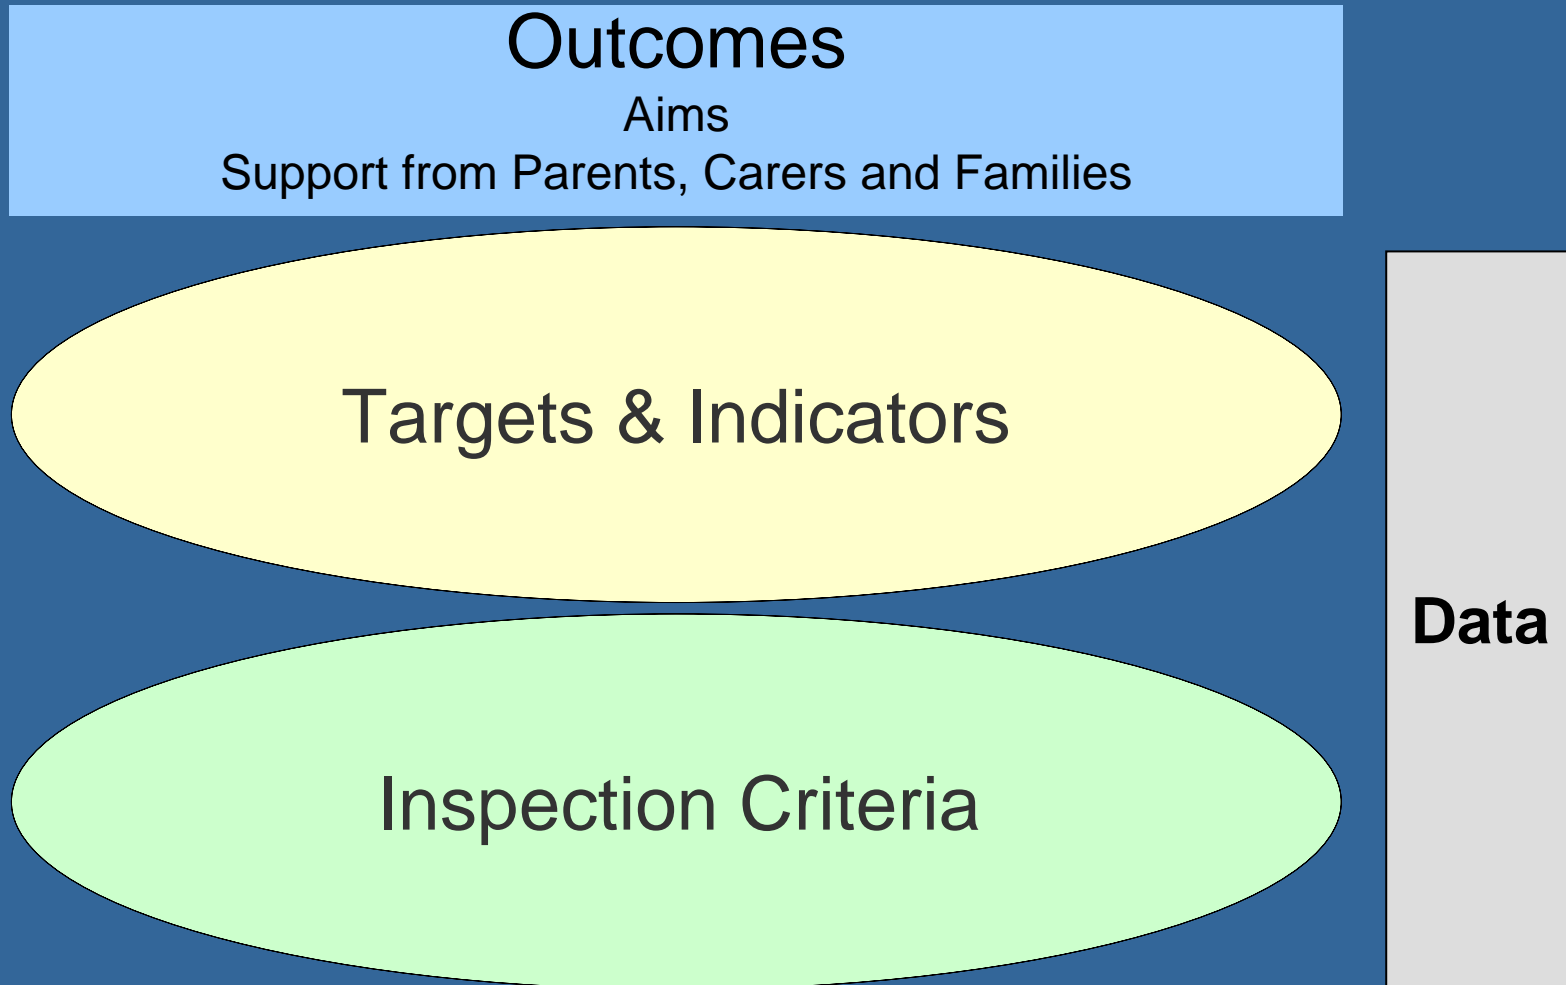 Outcomes
Aims
Support from Parents, Carers and Families
Targets & Indicators
Data
Inspection Criteria